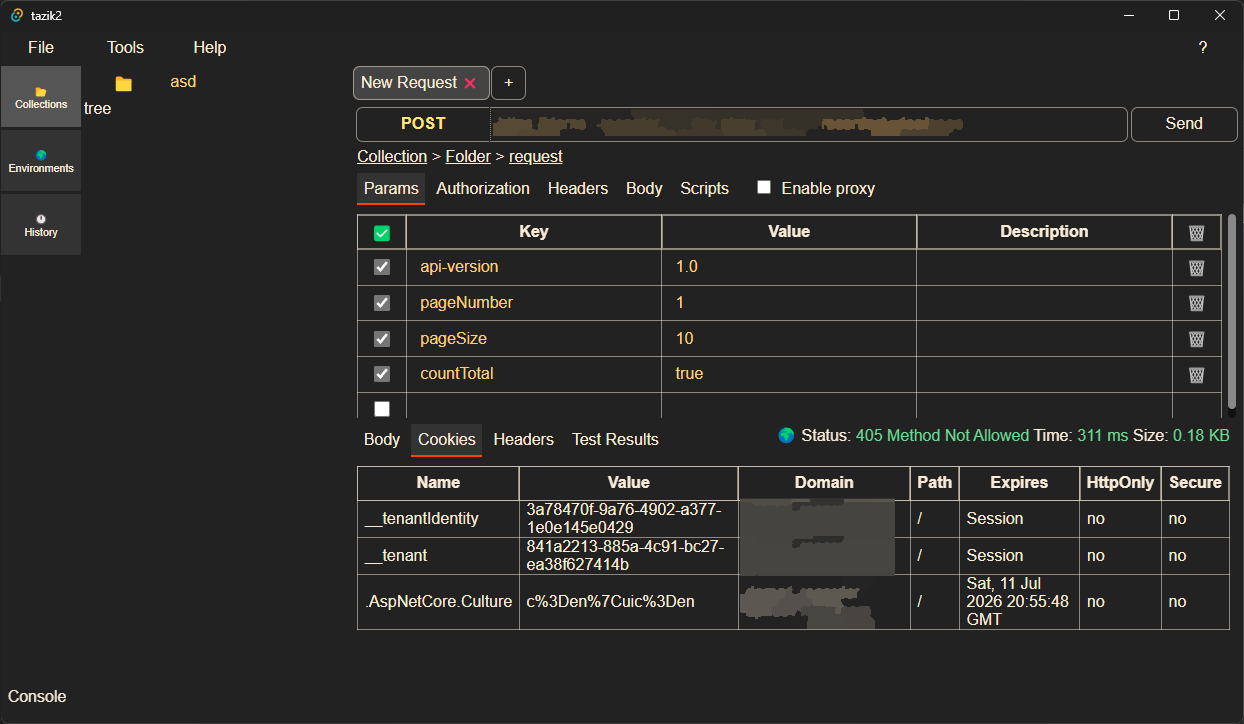 tazik2
File Tools Help ?
Collections
Environments
History
asd
tree
New Request
+
POST
Send
Collection > Folder > request
Params Authorization Headers Body Scripts Enable proxy
Key Value Description
api-version 1.0
pageNumber 1
pageSize 10
countTotal true
Body Cookies Headers Test Results
Status: 405 Method Not Allowed Time: 311 ms Size: 0.18 KB
Name Value Domain Path Expires HttpOnly Secure
__tenantIdentity 3a78470f-9a76-4902-a377-
1e0e145e0429 / Session no no
__tenant 841a2213-885a-4c91-bc27-
ea38f627414b / Session no no
.AspNetCore.Culture c%3Den%7Cuic%3Den / Sat, 11 Jul
2026 20:55:48
GMT no no
Console